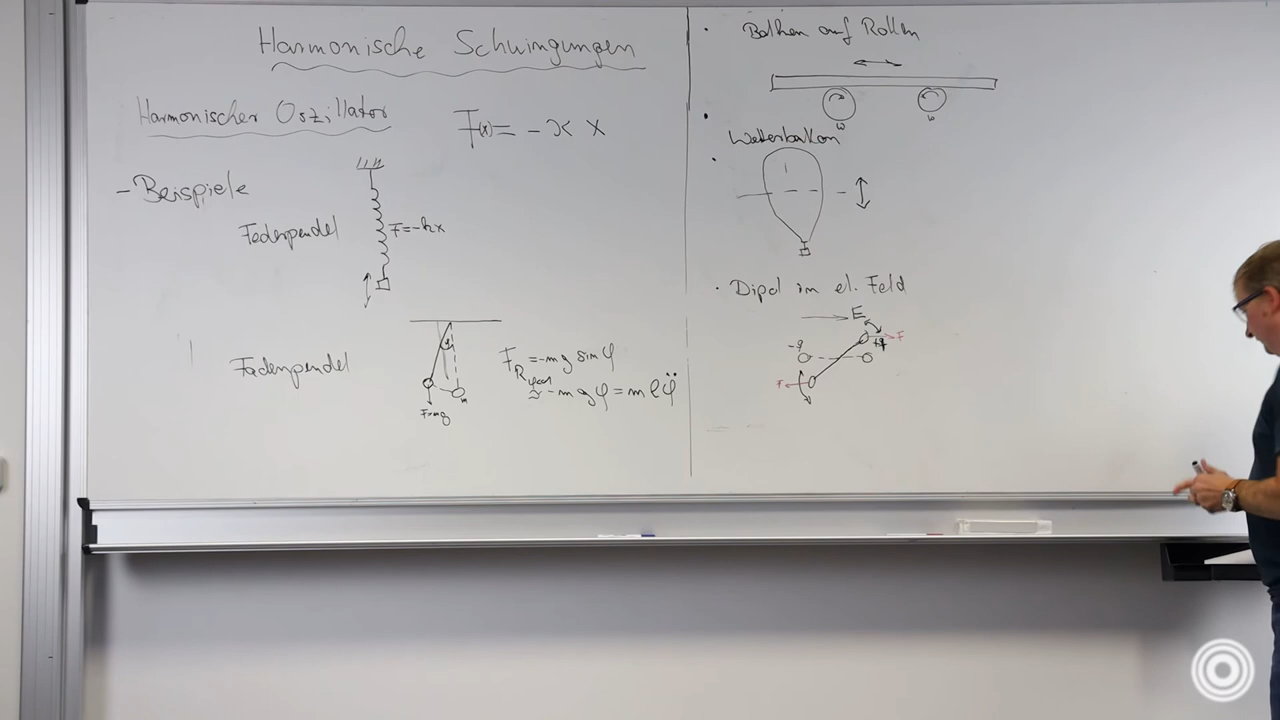 Harmonische Schwingungen
Harmonischer Oszillator
F(x) = - ϰ x
- Beispiele
Federpendel
F = -kx
Fadenpendel
φ
m
F=mg
F_Rück = -mg sin φ
≈ - m g φ = m l φ̈
· Balken auf Rollen
ω ω
· Wetterballon
· Dipol im el. Feld
E
-q +q F
F